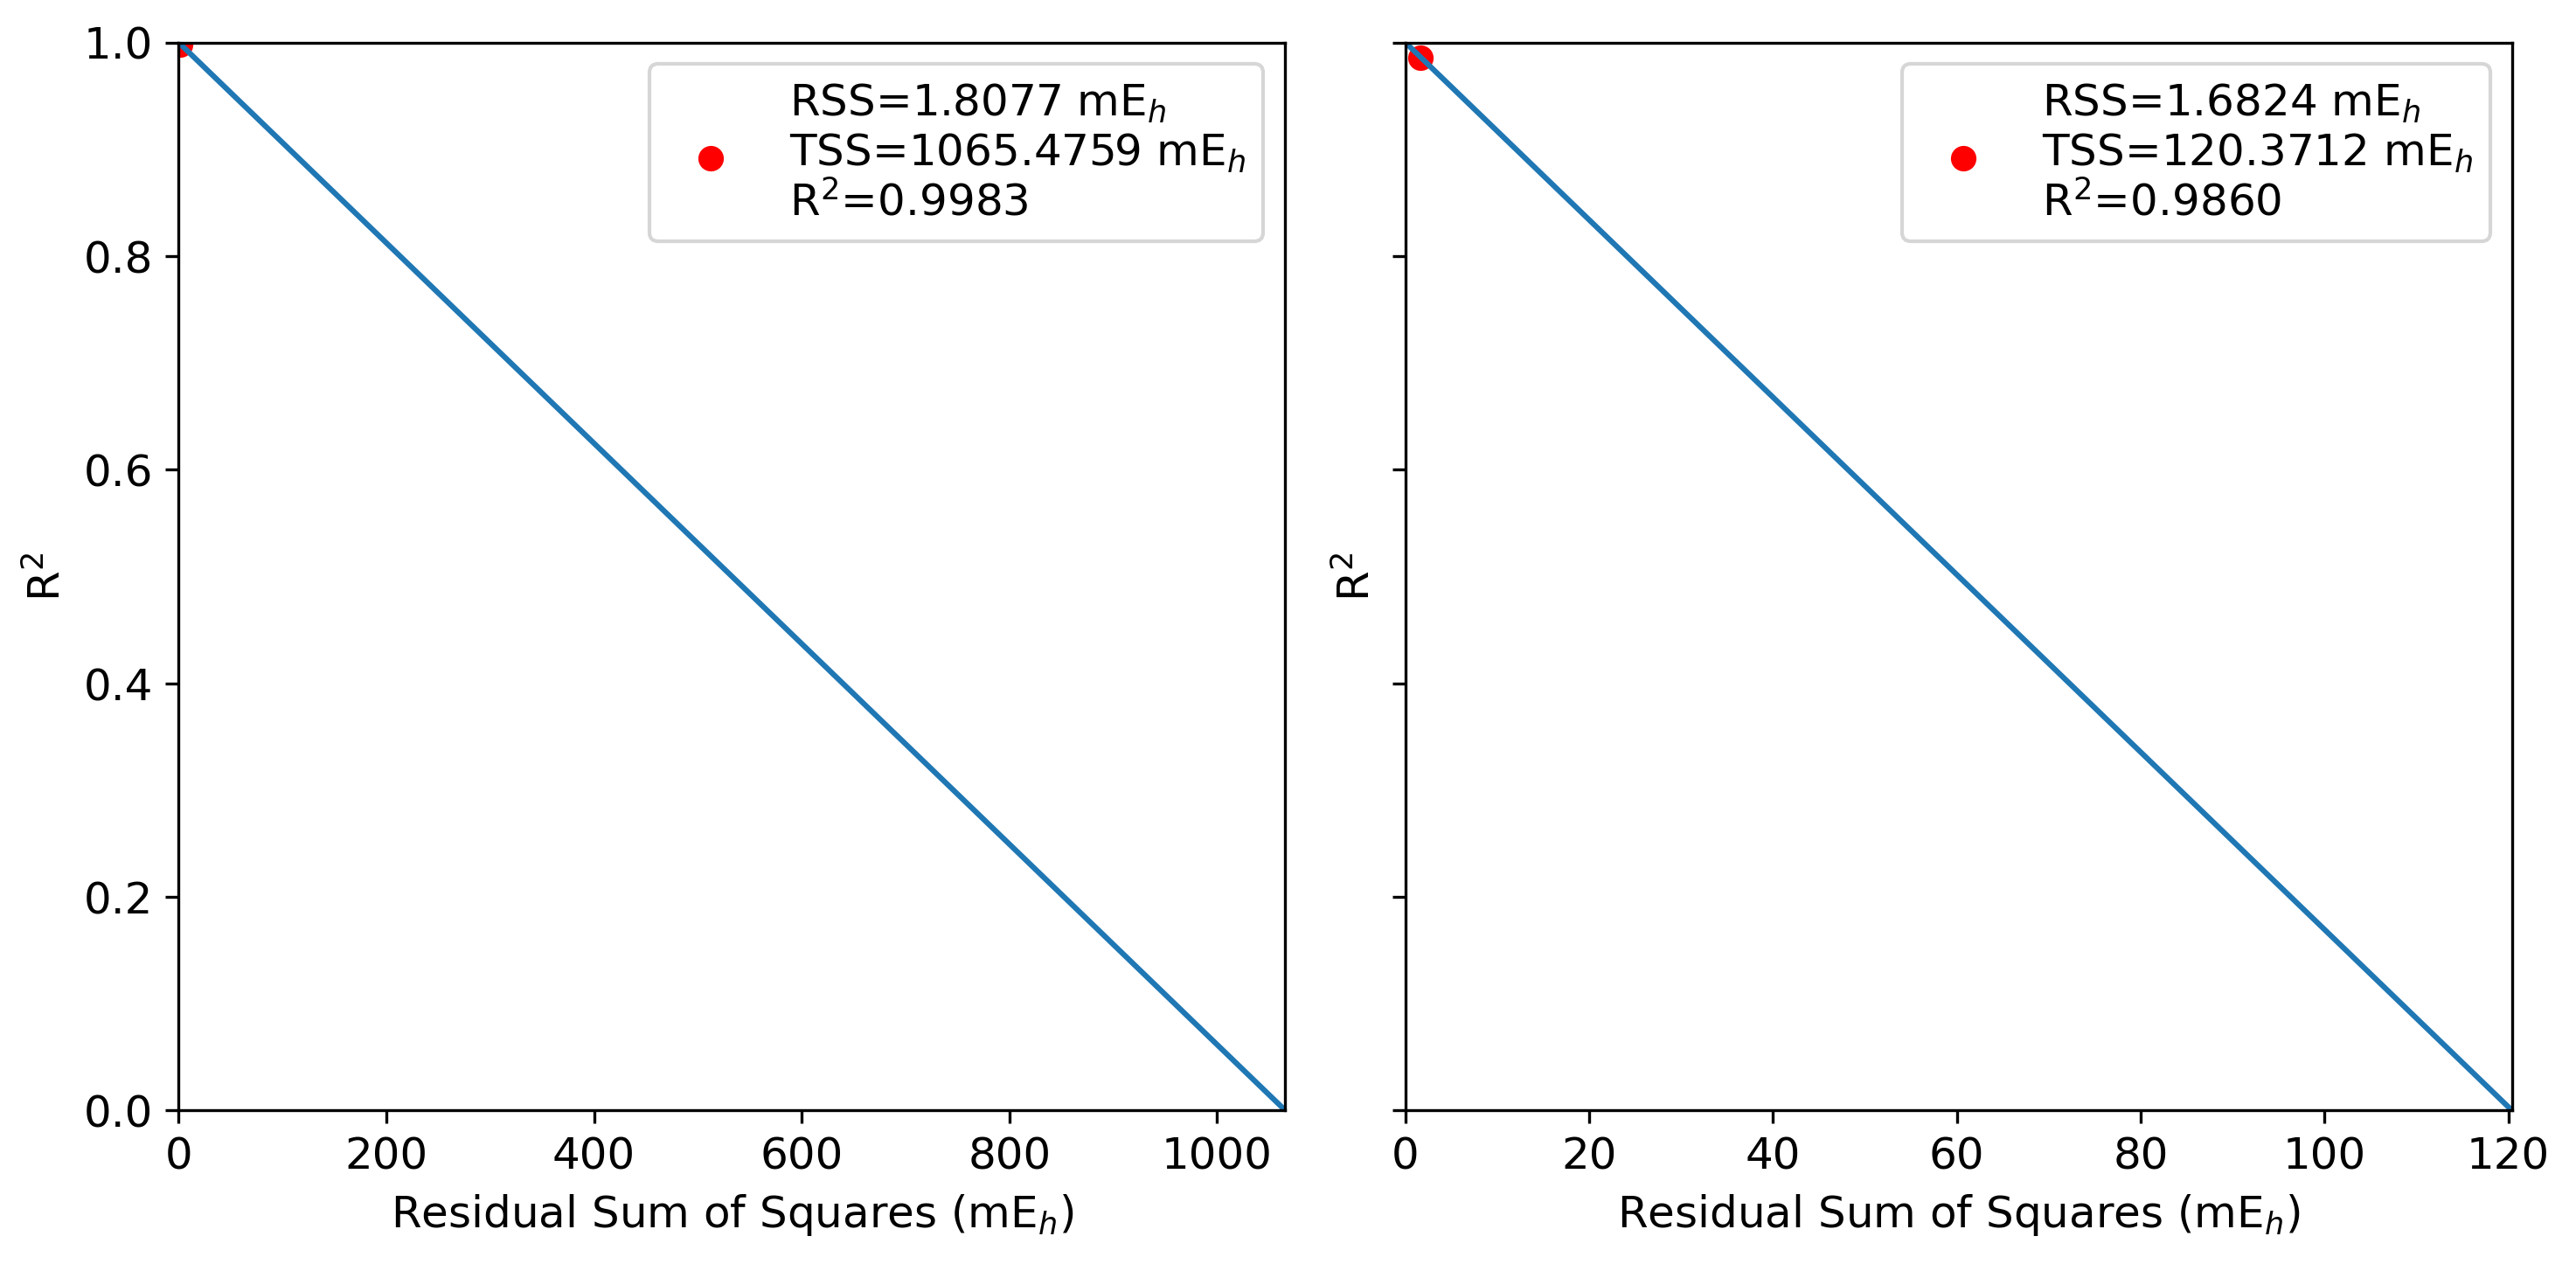 1.0
0.8
0.6
0.4
0.2
0.0
R²
0 200 400 600 800 1000
Residual Sum of Squares (mEₕ)
RSS=1.8077 mEₕ
TSS=1065.4759 mEₕ
R²=0.9983
R²
0 20 40 60 80 100 120
Residual Sum of Squares (mEₕ)
RSS=1.6824 mEₕ
TSS=120.3712 mEₕ
R²=0.9860